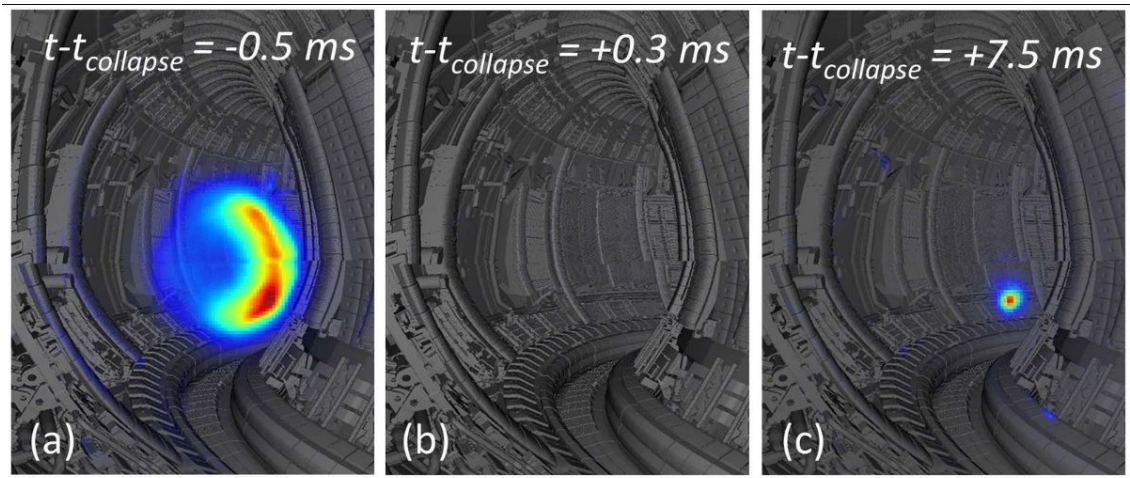 t-t_collapse = -0.5 ms
t-t_collapse = +0.3 ms
t-t_collapse = +7.5 ms
(a)
(b)
(c)